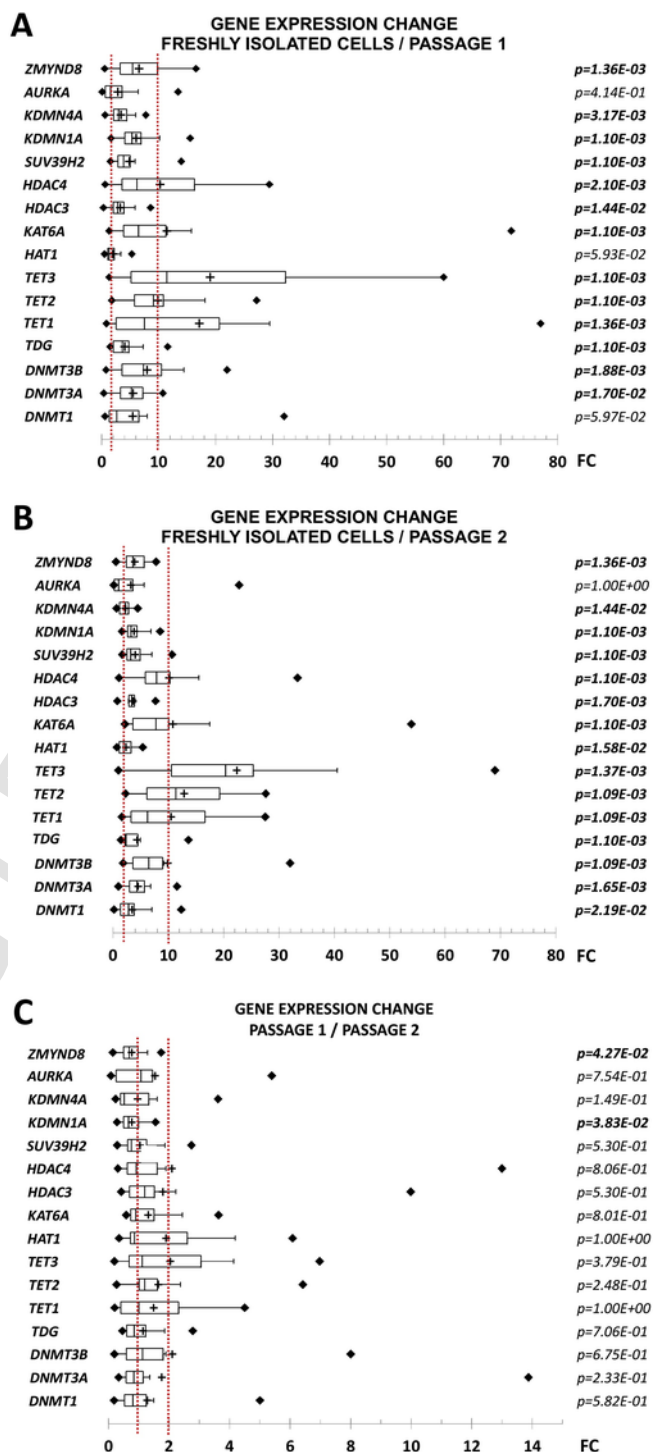 A
GENE EXPRESSION CHANGE
FRESHLY ISOLATED CELLS / PASSAGE 1
ZMYND8 p=1.36E-03
AURKA p=4.14E-01
KDMN4A p=3.17E-03
KDMN1A p=1.10E-03
SUV39H2 p=1.10E-03
HDAC4 p=2.10E-03
HDAC3 p=1.44E-02
KAT6A p=1.10E-03
HAT1 p=5.93E-02
TET3 p=1.10E-03
TET2 p=1.10E-03
TET1 p=1.36E-03
TDG p=1.10E-03
DNMT3B p=1.88E-03
DNMT3A p=1.70E-02
DNMT1 p=5.97E-02
0 10 20 30 40 50 60 70 80 FC
B
GENE EXPRESSION CHANGE
FRESHLY ISOLATED CELLS / PASSAGE 2
ZMYND8 p=1.36E-03
AURKA p=1.00E+00
KDMN4A p=1.44E-02
KDMN1A p=1.10E-03
SUV39H2 p=1.10E-03
HDAC4 p=1.10E-03
HDAC3 p=1.70E-03
KAT6A p=1.10E-03
HAT1 p=1.58E-02
TET3 p=1.37E-03
TET2 p=1.09E-03
TET1 p=1.09E-03
TDG p=1.10E-03
DNMT3B p=1.09E-03
DNMT3A p=1.65E-03
DNMT1 p=2.19E-02
0 10 20 30 40 50 60 70 80 FC
C
GENE EXPRESSION CHANGE
PASSAGE 1 / PASSAGE 2
ZMYND8 p=4.27E-02
AURKA p=7.54E-01
KDMN4A p=1.49E-01
KDMN1A p=3.83E-02
SUV39H2 p=5.30E-01
HDAC4 p=8.06E-01
HDAC3 p=5.30E-01
KAT6A p=8.01E-01
HAT1 p=1.00E+00
TET3 p=3.79E-01
TET2 p=2.48E-01
TET1 p=1.00E+00
TDG p=7.06E-01
DNMT3B p=6.75E-01
DNMT3A p=2.33E-01
DNMT1 p=5.82E-01
0 2 4 6 8 10 12 14 FC